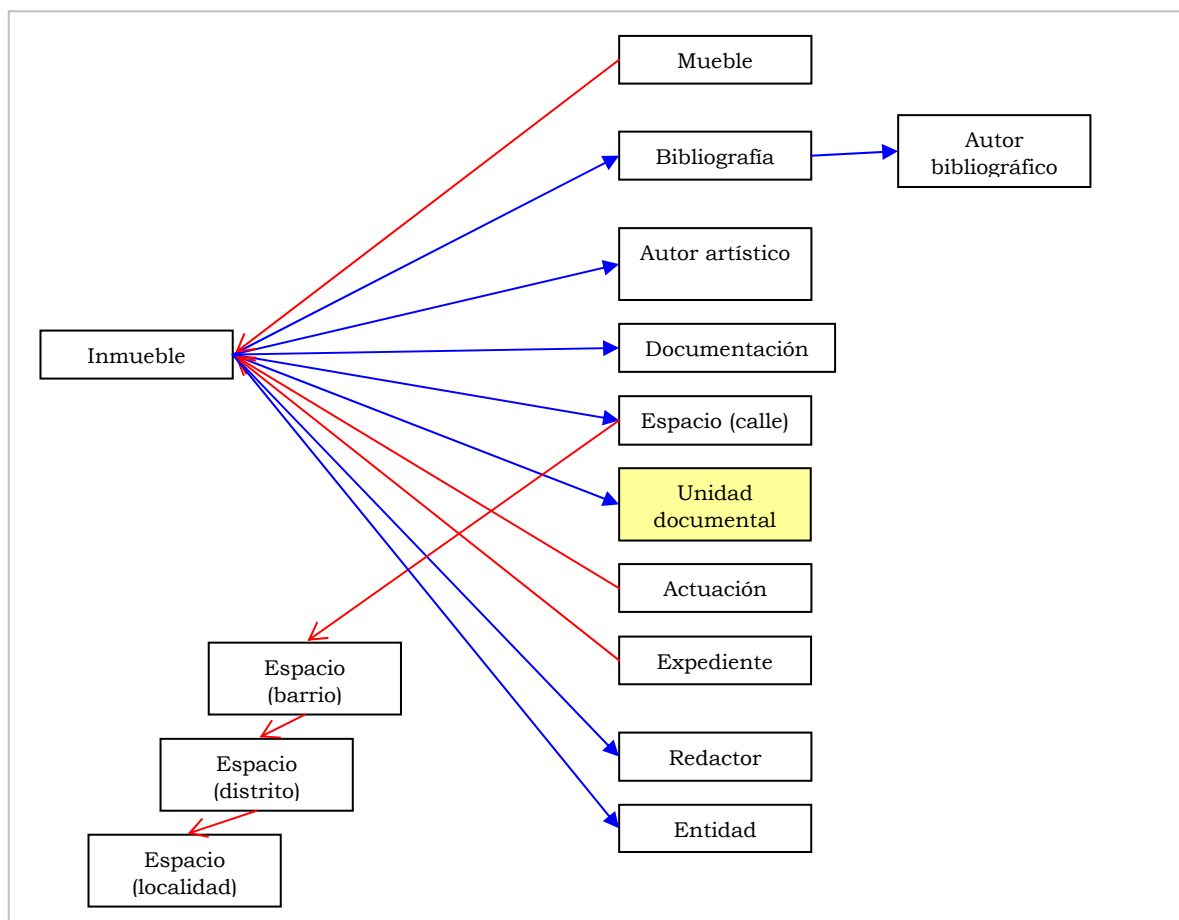 Mueble
Bibliografía
Autor
bibliográfico
Autor artístico
Inmueble
Documentación
Espacio (calle)
Unidad
documental
Actuación
Expediente
Espacio
(barrio)
Redactor
Espacio
(distrito)
Entidad
Espacio
(localidad)